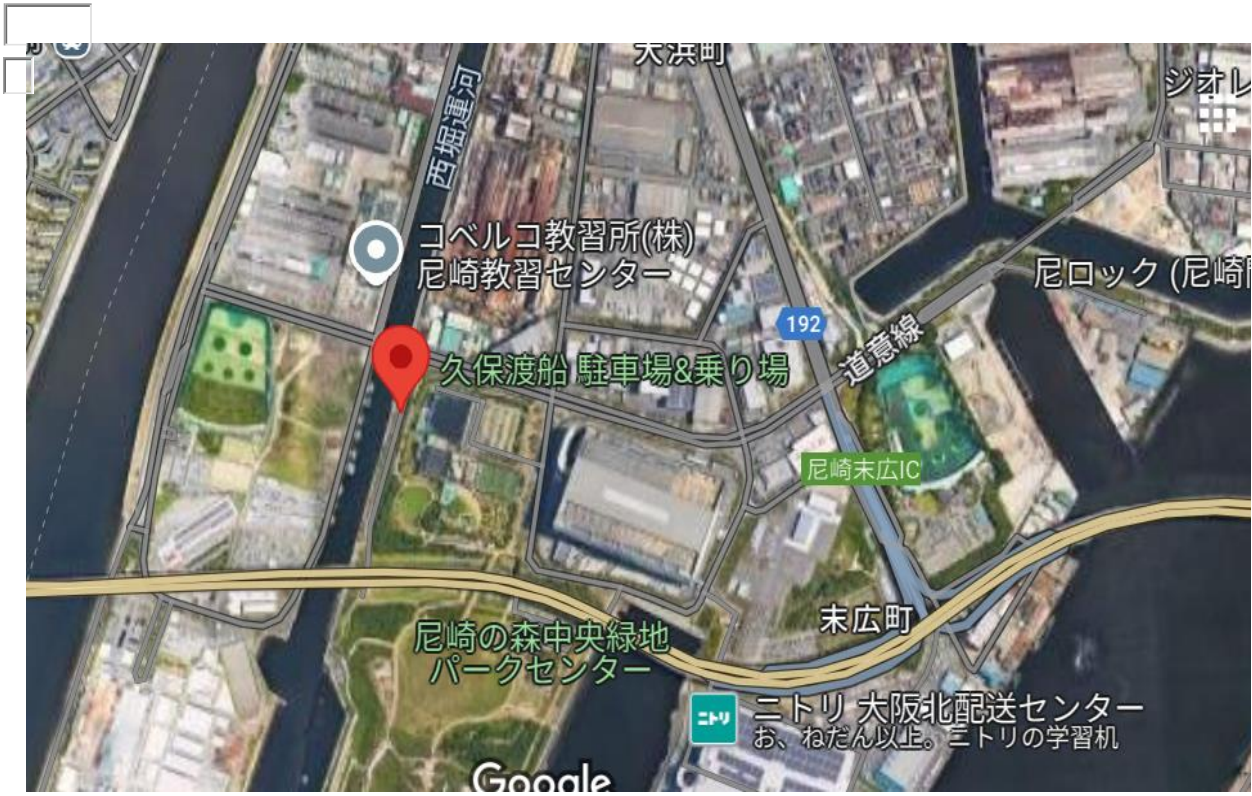 大浜町
ジオレ
西堀運河
コベルコ教習所(株)
尼崎教習センター
尼ロック (尼崎
192
道意線
久保渡船 駐車場&乗り場
尼崎末広IC
末広町
尼崎の森中央緑地
パークセンター
ニトリ
ニトリ 大阪北配送センター
お、ねだん以上。ニトリの学習机
Google